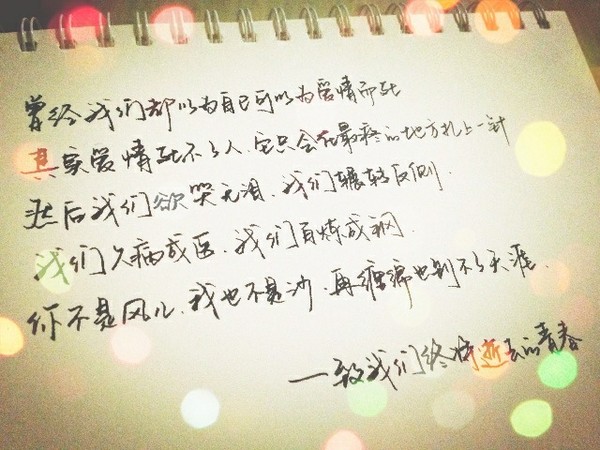 曾经我们都以为自己可以为爱情而死
其实爱情死不了人,它只会在最疼的地方扎上一针
然后我们欲哭无泪,我们辗转反侧.
我们久病成医,我们百炼成钢.
你不是风儿,我也不是沙,再缠绵也到不了天涯.
—致我们终将逝去的青春